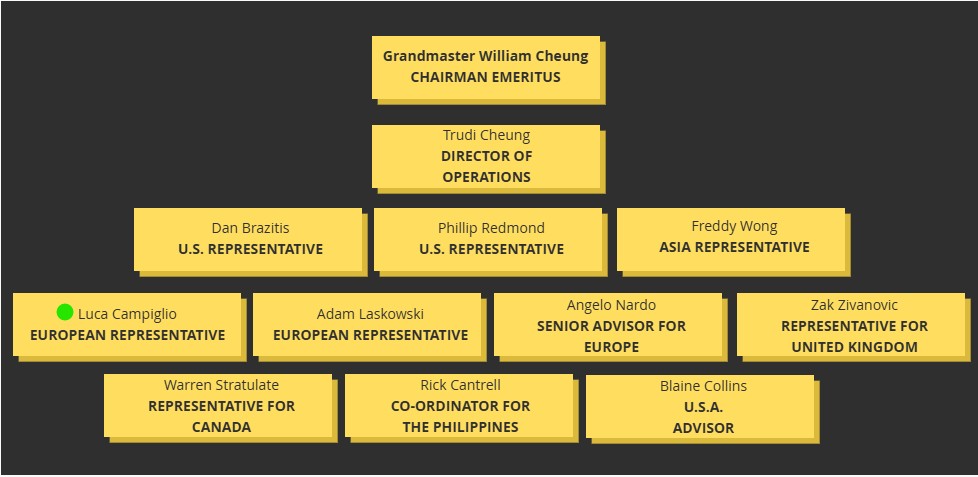 Grandmaster William Cheung
CHAIRMAN EMERITUS
Trudi Cheung
DIRECTOR OF
OPERATIONS
Dan Brazitis
U.S. REPRESENTATIVE
Phillip Redmond
U.S. REPRESENTATIVE
Freddy Wong
ASIA REPRESENTATIVE
Luca Campiglio
EUROPEAN REPRESENTATIVE
Adam Laskowski
EUROPEAN REPRESENTATIVE
Angelo Nardo
SENIOR ADVISOR FOR
EUROPE
Zak Zivanovic
REPRESENTATIVE FOR
UNITED KINGDOM
Warren Stratulate
REPRESENTATIVE FOR
CANADA
Rick Cantrell
CO-ORDINATOR FOR
THE PHILIPPINES
Blaine Collins
U.S.A.
ADVISOR